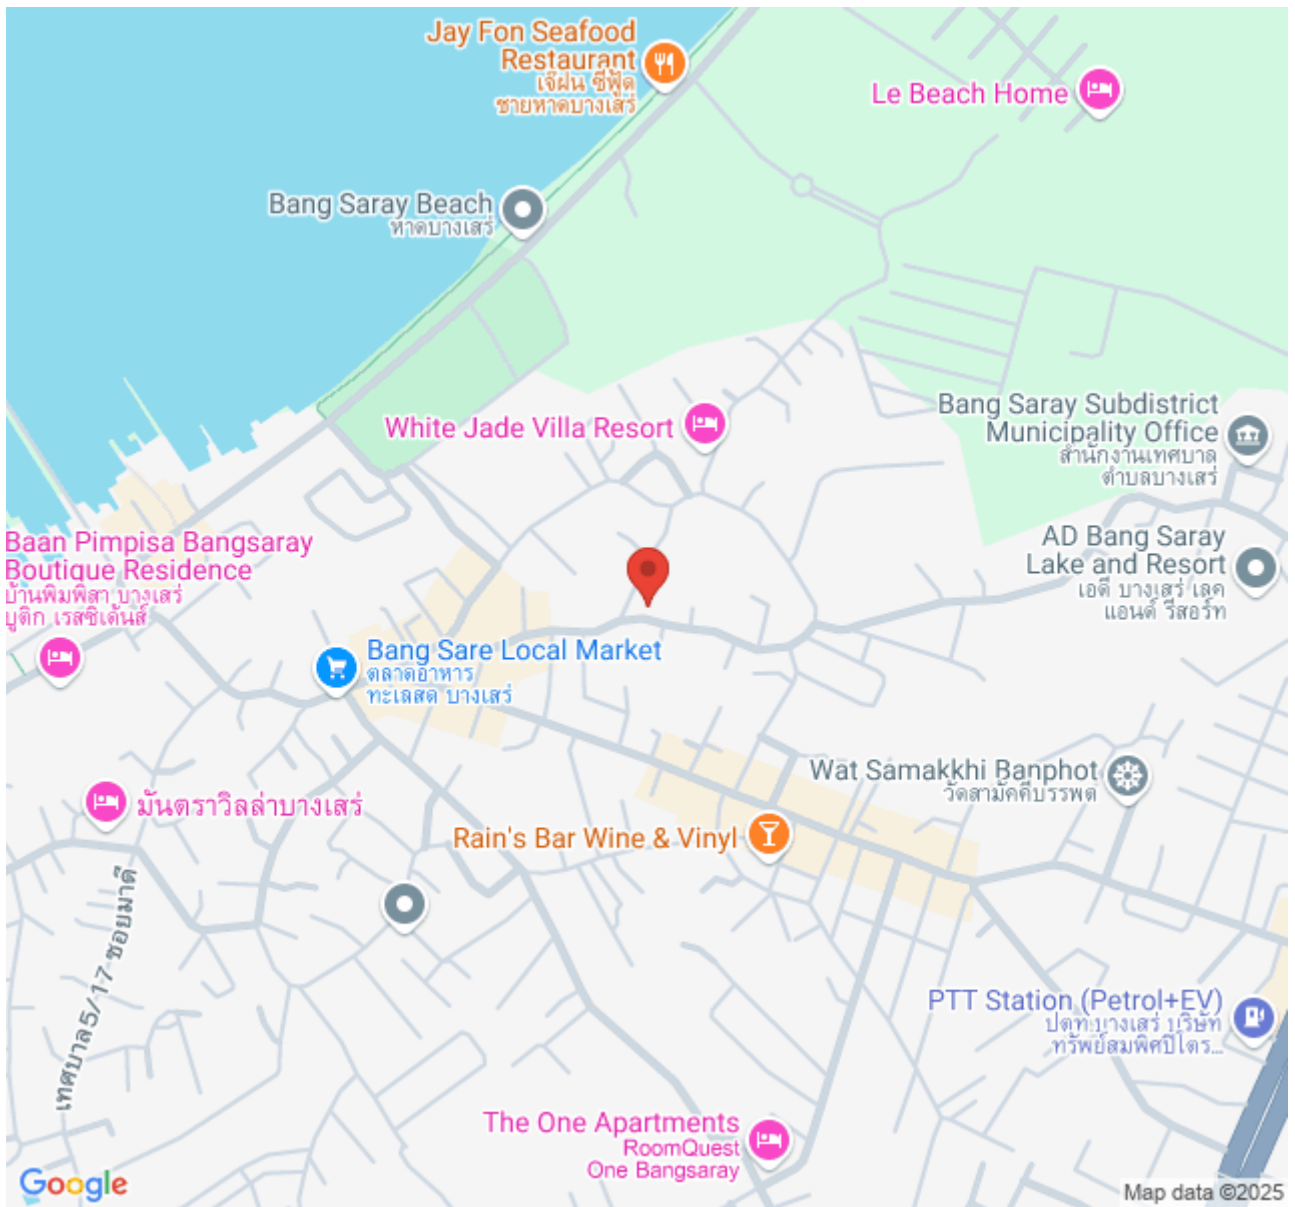 Jay Fon Seafood
Restaurant
เจ๊ฝน ซีฟู้ด
ชายหาดบางเสร่
Le Beach Home
Bang Saray Beach
หาดบางเสร่
White Jade Villa Resort
Bang Saray Subdistrict
Municipality Office
สำนักงานเทศบาล
ตำบลบางเสร่
Baan Pimpisa Bangsaray
Boutique Residence
บ้านพิมพิสา บางเสร่
บูติก เรสซิเด้นส์
AD Bang Saray
Lake and Resort
เอดี บางเสร่ เลค
แอนด์ รีสอร์ท
Bang Sare Local Market
ตลาดอาหาร
ทะเลสด บางเสร่
Wat Samakkhi Banphot
วัดสามัคคีบรรพต
มันตราวิลล่าบางเสร่
Rain's Bar Wine & Vinyl
เทศบาล5/17 ซอยมาดี
PTT Station (Petrol+EV)
ปตท.บางเสร่ บริษัท
ทรัพย์สมพิศปิโตร...
The One Apartments
RoomQuest
One Bangsaray
Google
Map data ©2025